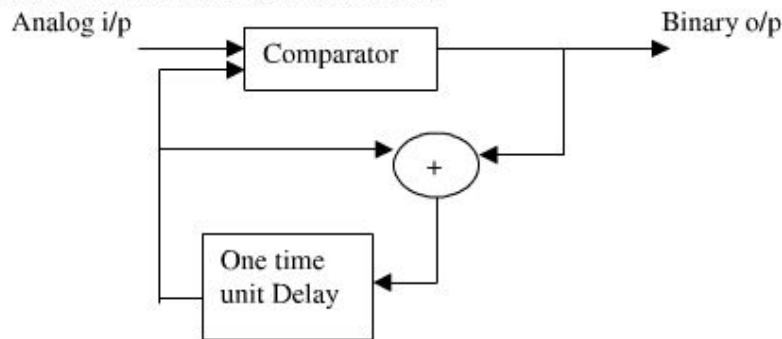 Analog i/p
Binary o/p
Comparator
+
One time
unit Delay